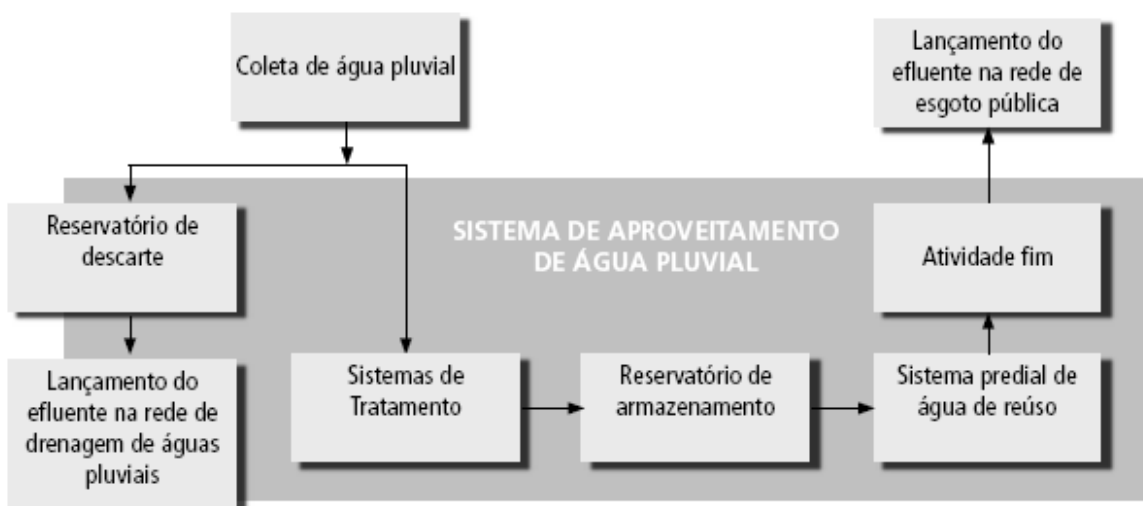 Coleta de água pluvial
Lançamento do
efluente na rede de
esgoto pública
Reservatório de
descarte
SISTEMA DE APROVEITAMENTO
DE ÁGUA PLUVIAL
Atividade fim
Lançamento do
efluente na rede de
drenagem de águas
pluviais
Sistemas de
Tratamento
Reservatório de
armazenamento
Sistema predial de
água de reúso